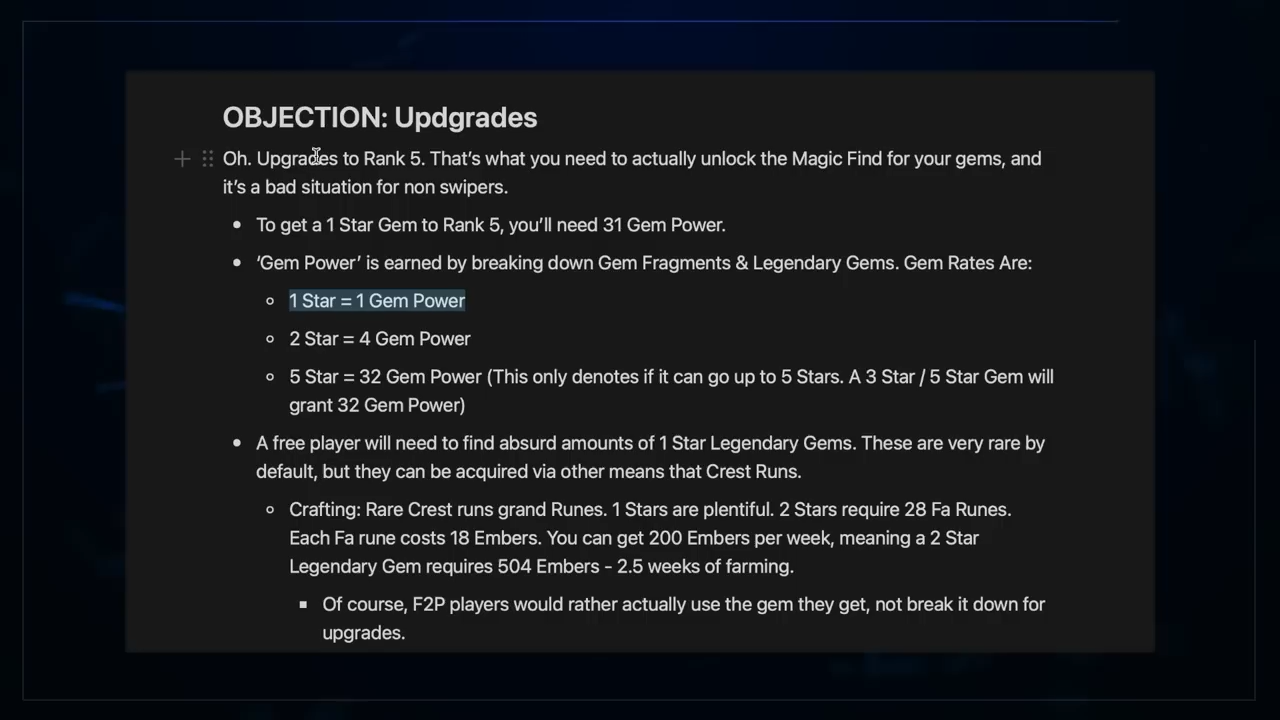 OBJECTION: Updgrades
Oh. Upgrades to Rank 5. That's what you need to actually unlock the Magic Find for your gems, and
it's a bad situation for non swipers.
• To get a 1 Star Gem to Rank 5, you'll need 31 Gem Power.
• ‘Gem Power’ is earned by breaking down Gem Fragments & Legendary Gems. Gem Rates Are:
◦ 1 Star = 1 Gem Power
◦ 2 Star = 4 Gem Power
◦ 5 Star = 32 Gem Power (This only denotes if it can go up to 5 Stars. A 3 Star / 5 Star Gem will
grant 32 Gem Power)
• A free player will need to find absurd amounts of 1 Star Legendary Gems. These are very rare by
default, but they can be acquired via other means that Crest Runs.
◦ Crafting: Rare Crest runs grand Runes. 1 Stars are plentiful. 2 Stars require 28 Fa Runes.
Each Fa rune costs 18 Embers. You can get 200 Embers per week, meaning a 2 Star
Legendary Gem requires 504 Embers - 2.5 weeks of farming.
▪ Of course, F2P players would rather actually use the gem they get, not break it down for
upgrades.